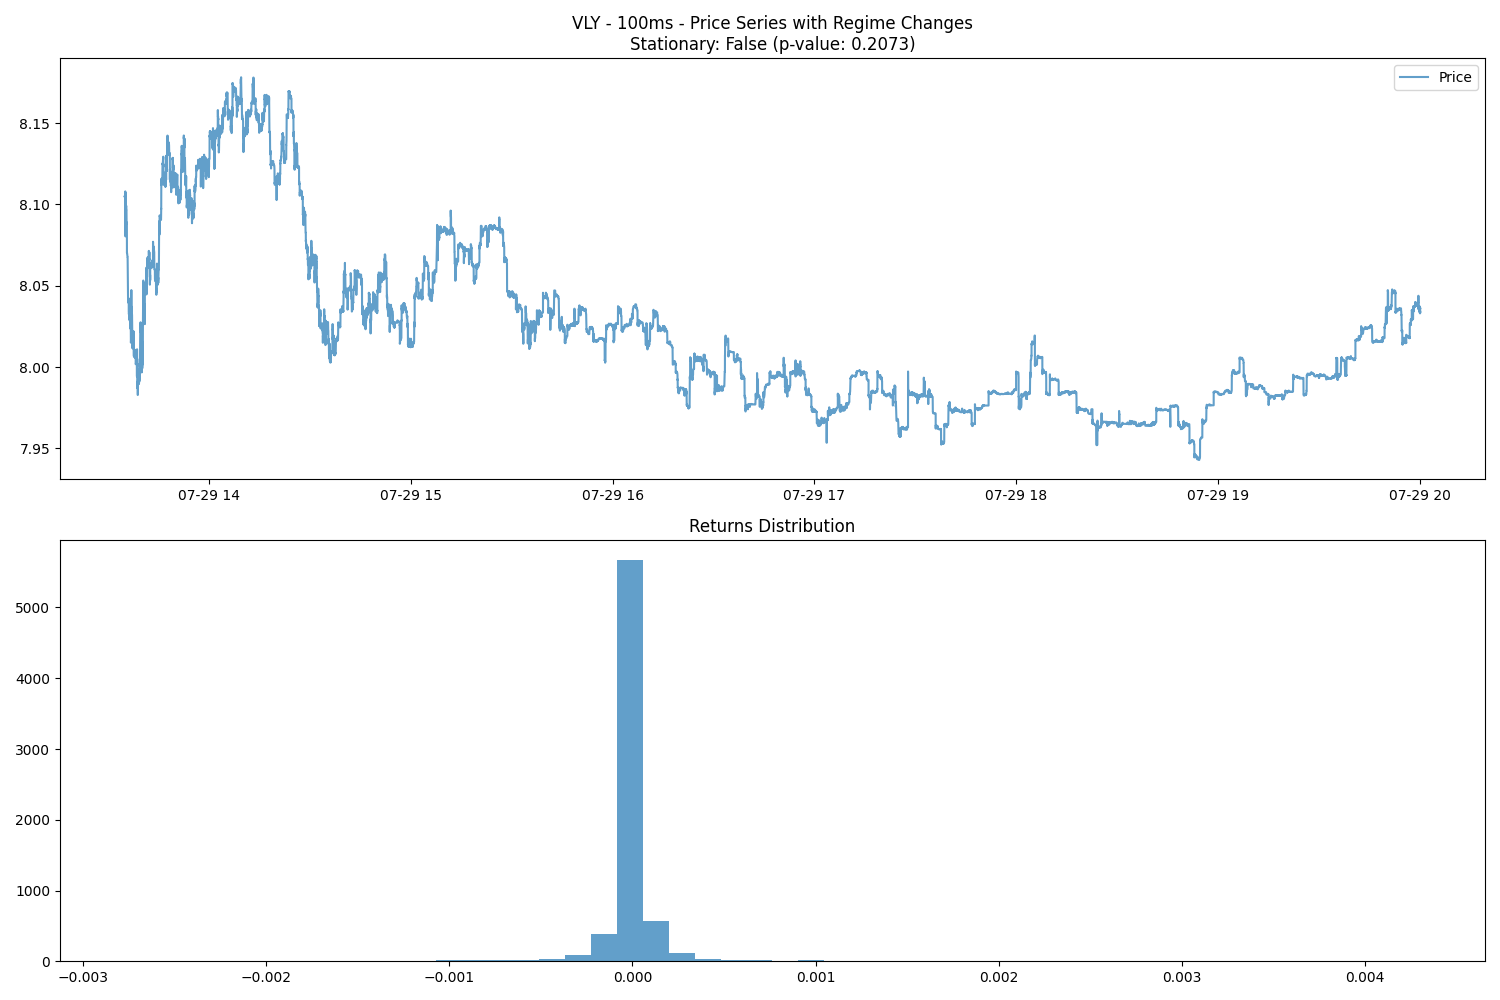 VLY - 100ms - Price Series with Regime Changes
Stationary: False (p-value: 0.2073)
Price
8.15
8.10
8.05
8.00
7.95
07-29 14 07-29 15 07-29 16 07-29 17 07-29 18 07-29 19 07-29 20
Returns Distribution
5000
4000
3000
2000
1000
0
−0.003 −0.002 −0.001 0.000 0.001 0.002 0.003 0.004